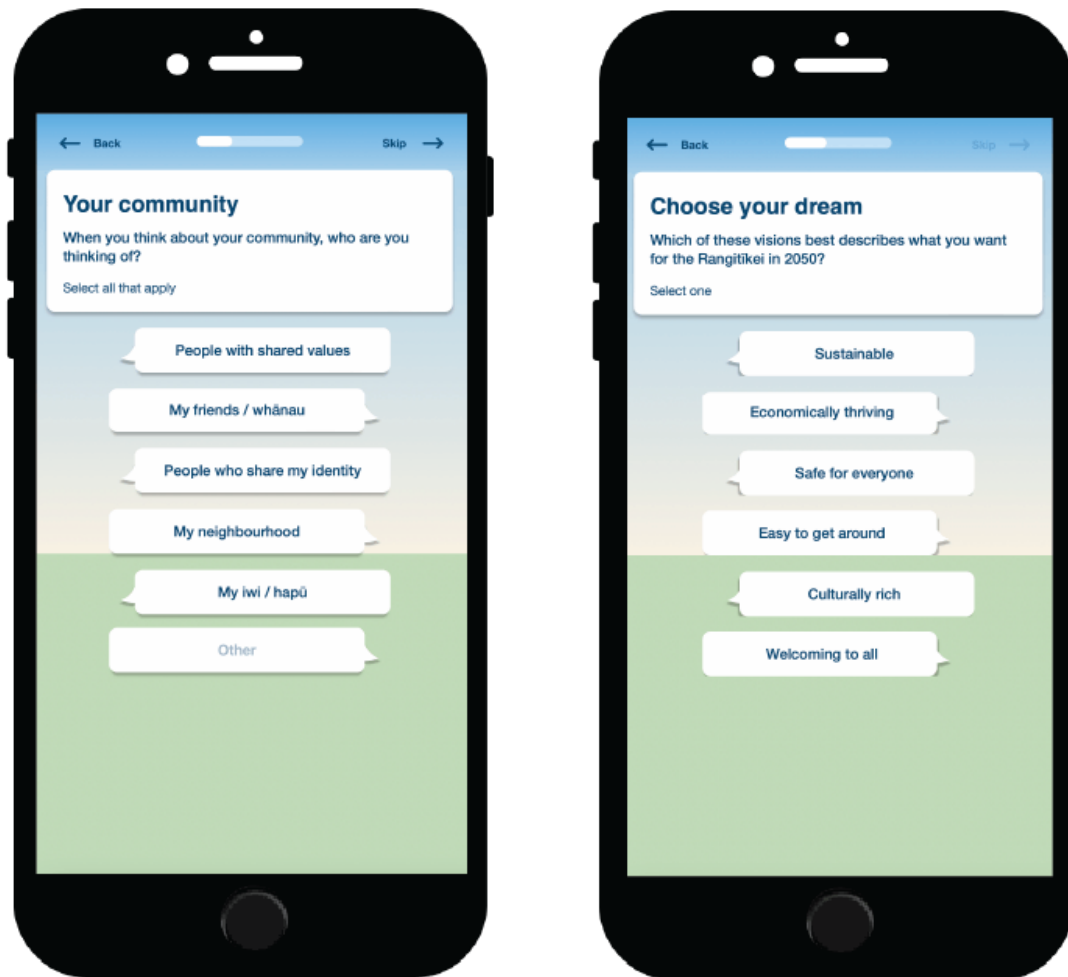 Back
Skip
Your community
When you think about your community, who are you
thinking of?
Select all that apply
People with shared values
My friends / whānau
People who share my identity
My neighbourhood
My iwi / hapū
Other
Back
Skip
Choose your dream
Which of these visions best describes what you want
for the Rangitīkei in 2050?
Select one
Sustainable
Economically thriving
Safe for everyone
Easy to get around
Culturally rich
Welcoming to all